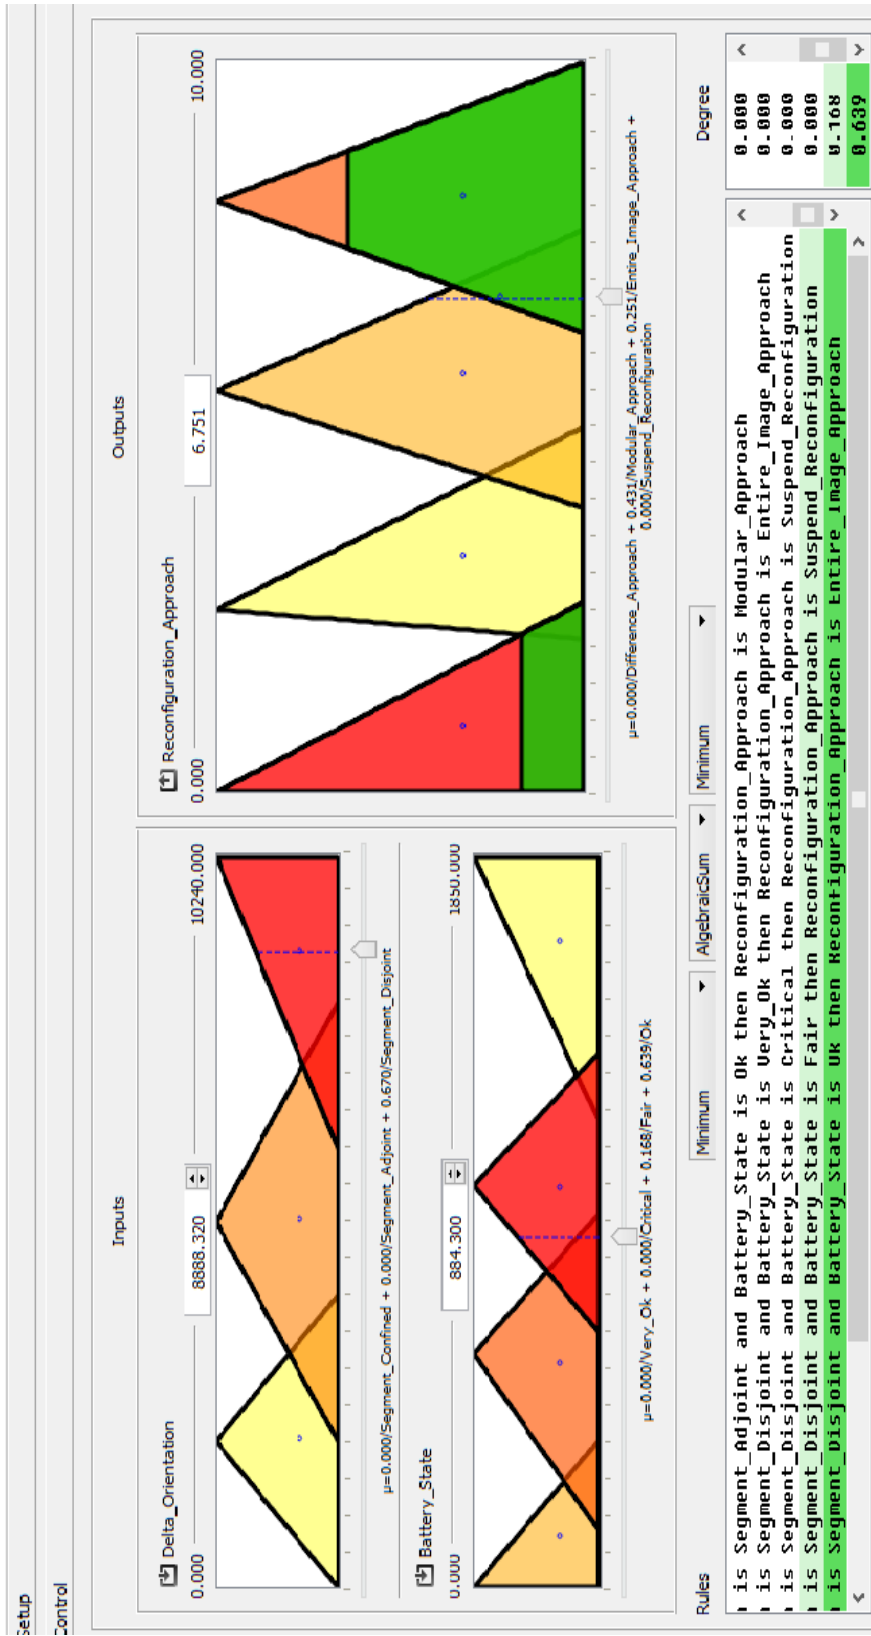 Setup
Control
Inputs
Delta_Orientation
0.000
8888.320
10240.000
µ=0.000/Segment_Confined + 0.000/Segment_Adjoint + 0.670/Segment_Disjoint
Battery_State
0.000
884.300
1850.000
µ=0.000/Very_Ok + 0.000/Critical + 0.168/Fair + 0.639/Ok
Outputs
Reconfiguration_Approach
0.000
6.751
10.000
µ=0.000/Difference_Approach + 0.431/Modular_Approach + 0.251/Entire_Image_Approach +
0.000/Suspend_Reconfiguration
Rules
Minimum
AlgebraicSum
Minimum
Degree
is Segment_Adjoint and Battery_State is Ok then Reconfiguration_Approach is Modular_Approach
is Segment_Disjoint and Battery_State is Very_Ok then Reconfiguration_Approach is Entire_Image_Approach
is Segment_Disjoint and Battery_State is Critical then Reconfiguration_Approach is Suspend_Reconfiguration
is Segment_Disjoint and Battery_State is Fair then Reconfiguration_Approach is Suspend_Reconfiguration
is Segment_Disjoint and Battery_State is Ok then Reconfiguration_Approach is Entire_Image_Approach
0.000
0.000
0.000
0.000
0.168
0.639